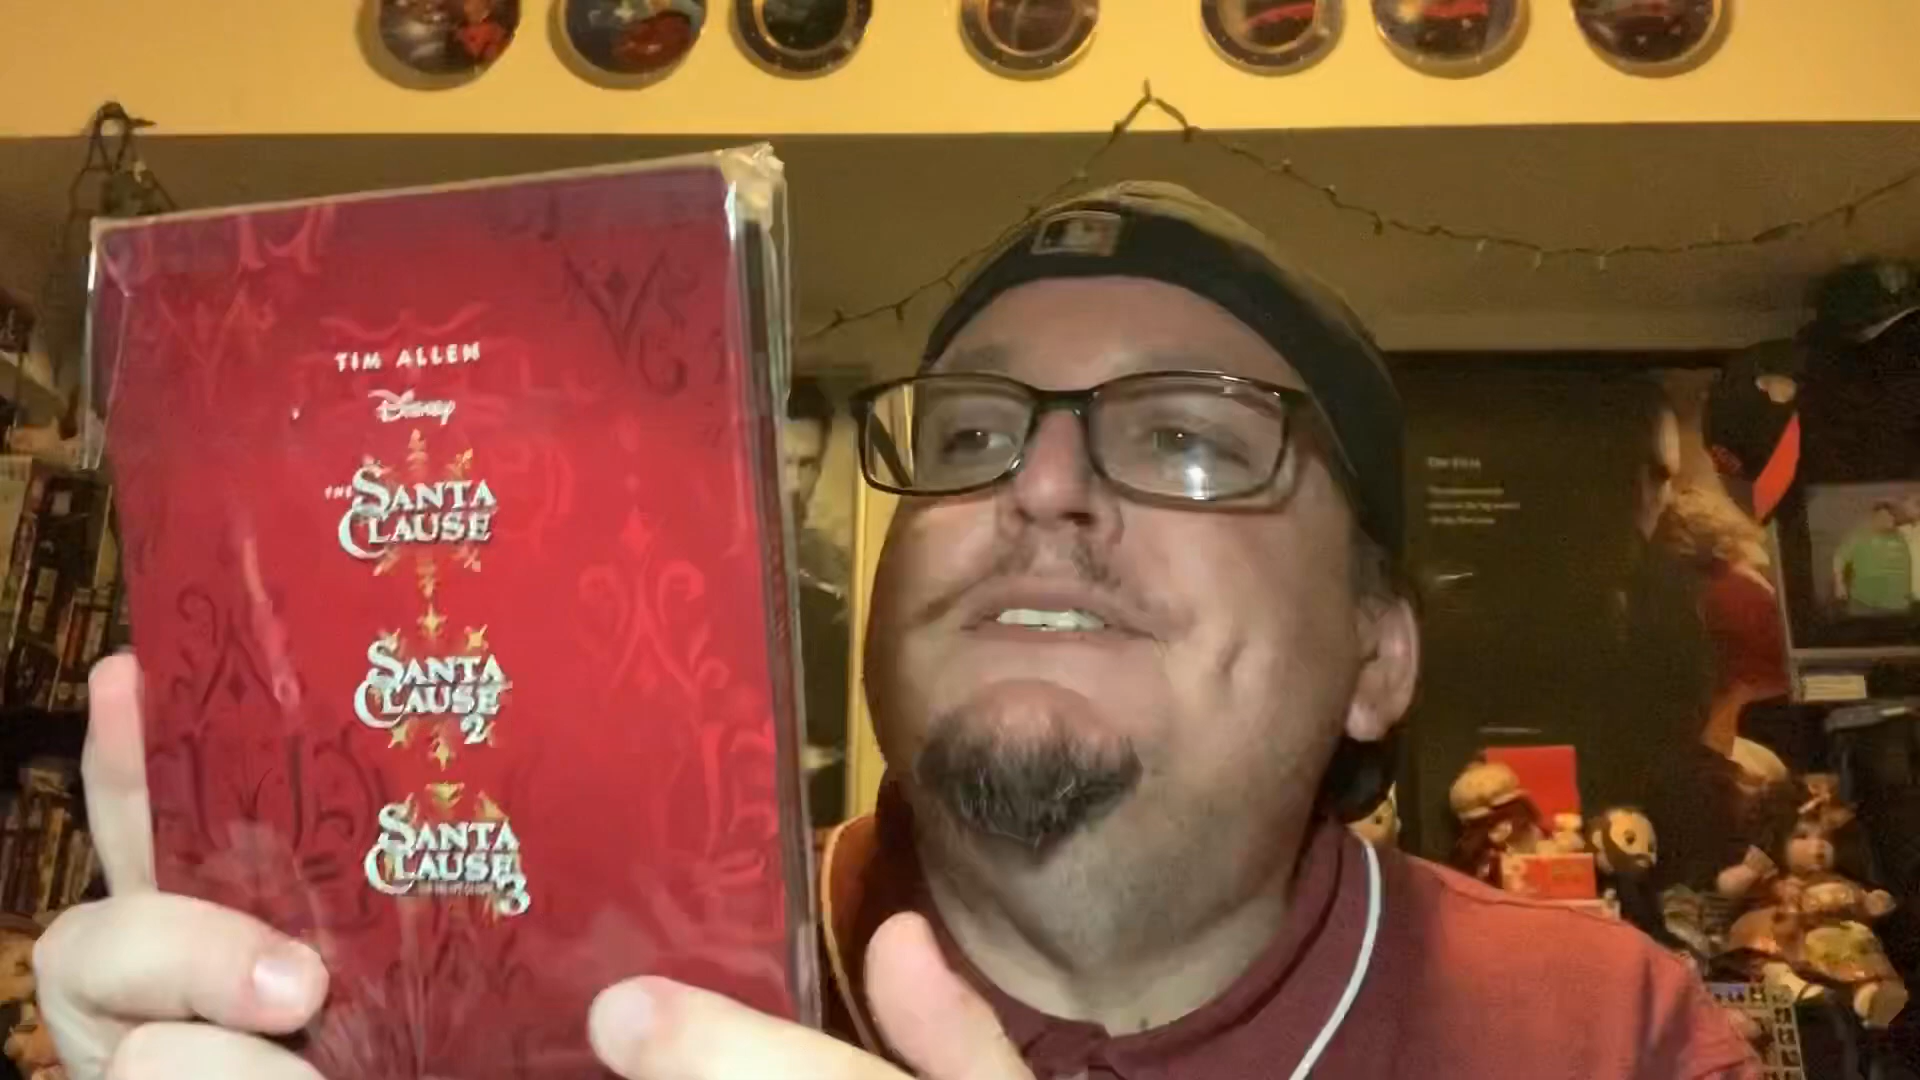 TIM ALLEN
Disney
THE SANTA
CLAUSE
SANTA
CLAUSE
2
SANTA
CLAUSE
3